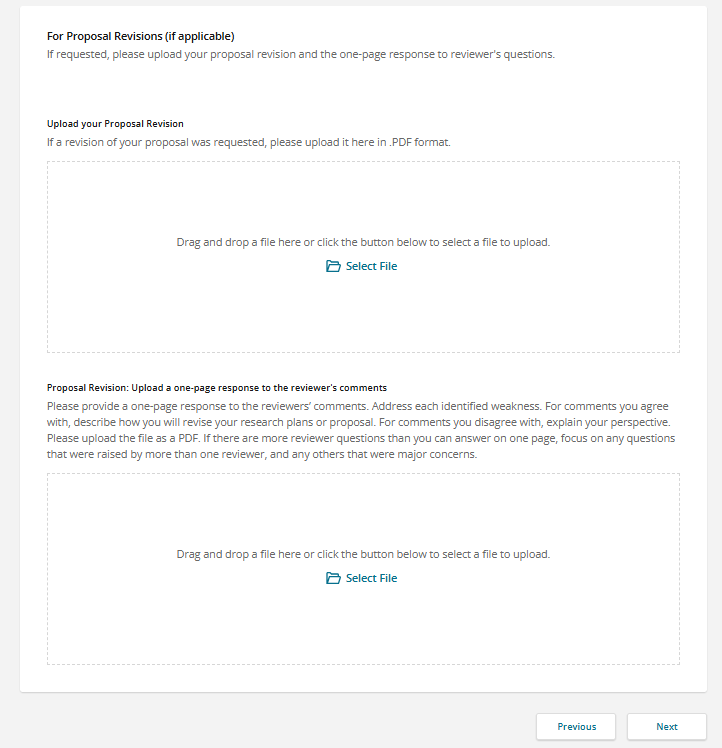 For Proposal Revisions (if applicable)
If requested, please upload your proposal revision and the one-page response to reviewer's questions.
Upload your Proposal Revision
If a revision of your proposal was requested, please upload it here in .PDF format.
Drag and drop a file here or click the button below to select a file to upload.
Select File
Proposal Revision: Upload a one-page response to the reviewer's comments
Please provide a one-page response to the reviewers’ comments. Address each identified weakness. For comments you agree
with, describe how you will revise your research plans or proposal. For comments you disagree with, explain your perspective.
Please upload the file as a PDF. If there are more reviewer questions than you can answer on one page, focus on any questions
that were raised by more than one reviewer, and any others that were major concerns.
Drag and drop a file here or click the button below to select a file to upload.
Select File
Previous
Next